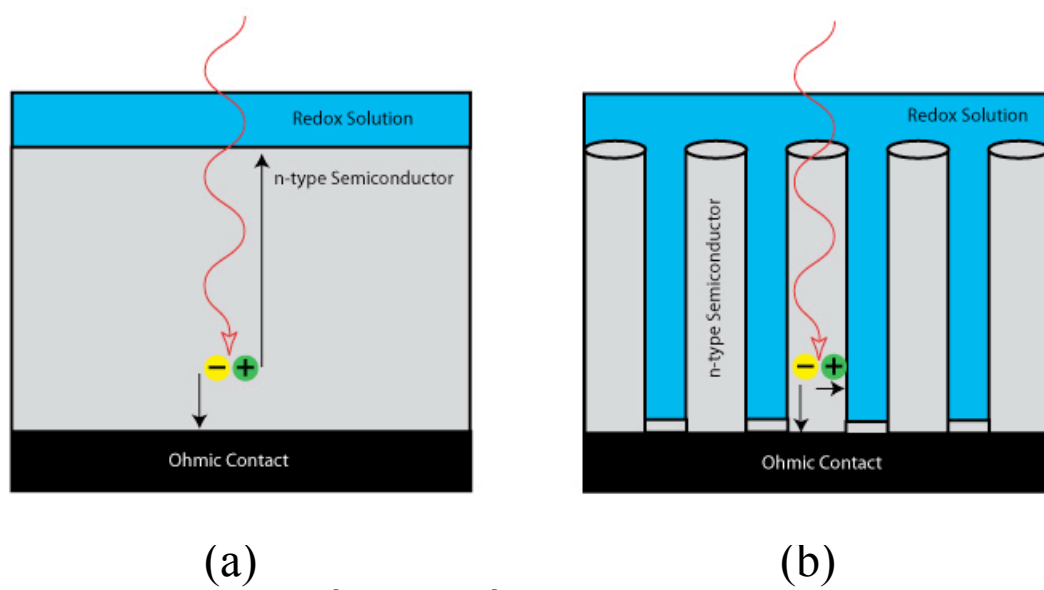 Redox Solution
n-type Semiconductor
−
+
Ohmic Contact
(a)
Redox Solution
n-type Semiconductor
−
+
Ohmic Contact
(b)